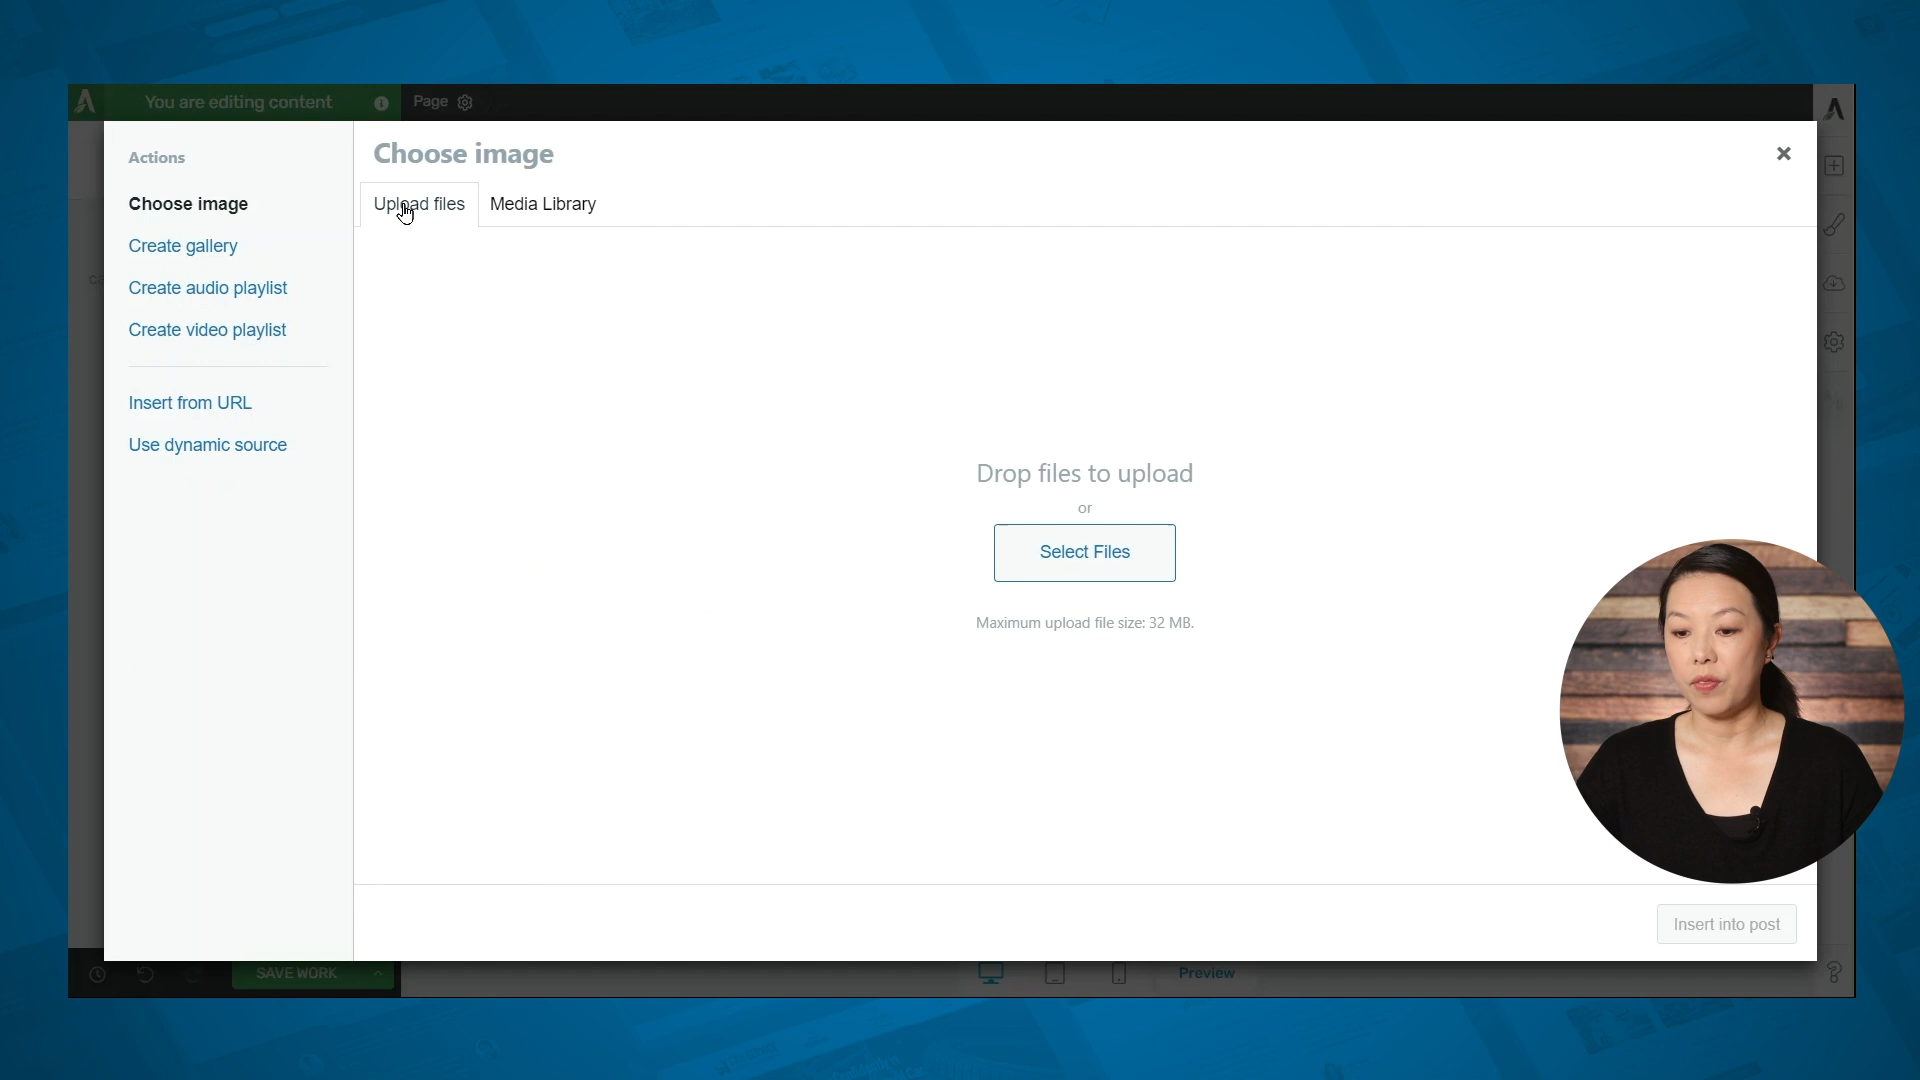 You are editing content
Page
Actions
Choose image
Create gallery
Create audio playlist
Create video playlist
Insert from URL
Use dynamic source
Choose image
Upload files
Media Library
Drop files to upload
or
Select Files
Maximum upload file size: 32 MB.
Insert into post
SAVE WORK
Preview